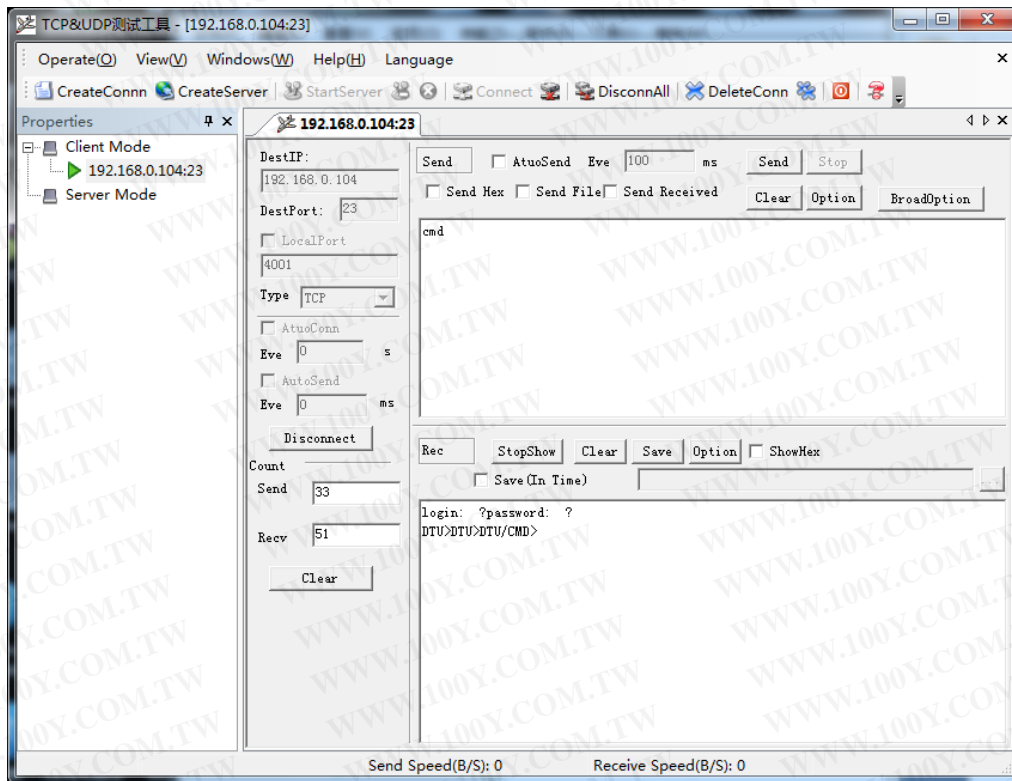 TCP&UDP测试工具 - [192.168.0.104:23]
Operate(O) View(V) Windows(W) Help(H) Language
CreateConnn CreateServer StartServer Connect DisconnAll DeleteConn
Properties
Client Mode
192.168.0.104:23
Server Mode
192.168.0.104:23
DestIP:
192.168.0.104
DestPort: 23
LocalPort
4001
Type TCP
AtuoConn
Eve 0 s
AutoSend
Eve 0 ms
Disconnect
Count
Send 33
Recv 51
Clear
Send AtuoSend Eve 100 ms Send Stop
Send Hex Send File Send Received Clear Option BroadOption
cmd
Rec StopShow Clear Save Option ShowHex
Save(In Time) ...
login: ?password: ?
DTU>DTU>DTU/CMD>
Send Speed(B/S): 0 Receive Speed(B/S): 0
WWW.100Y.COM.TW